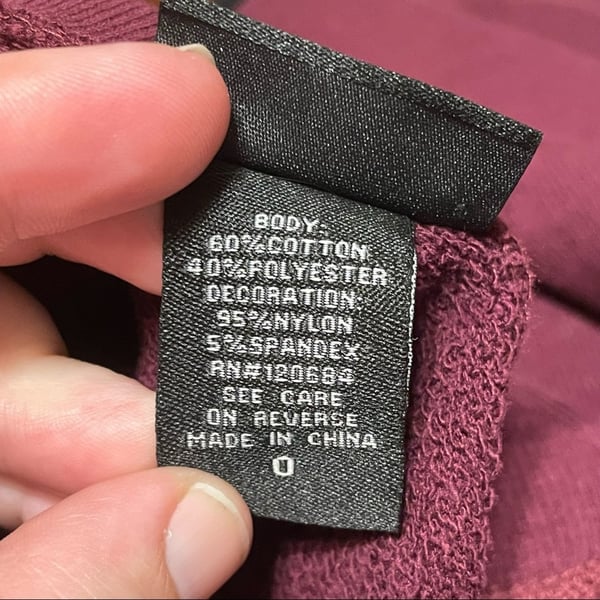 BODY:
60%COTTON
40%POLYESTER
DECORATION:
95%NYLON
5%SPANDEX
RN#120684
SEE CARE
ON REVERSE
MADE IN CHINA